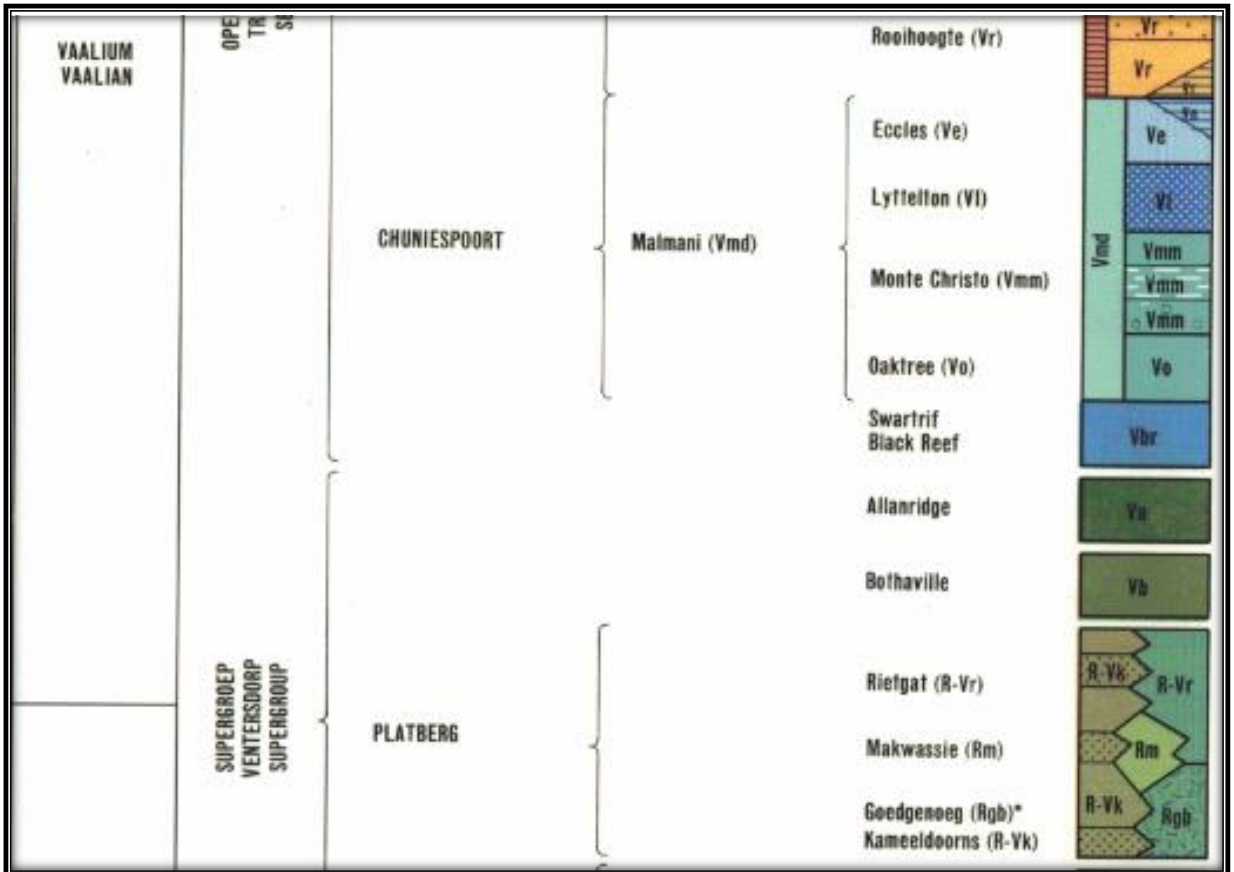 VAALIUM
VAALIAN
SUPERGROEP
VENTERSDORP
SUPERGROUP
CHUNIESPOORT
PLATBERG
Malmani (Vmd)
Rooihoogte (Vr)
Eccles (Ve)
Lyttelton (Vl)
Monte Christo (Vmm)
Oaktree (Vo)
Swartrif
Black Reef
Allanridge
Bothaville
Rietgat (R-Vr)
Makwassie (Rm)
Goedgenoeg (Rgb)*
Kameeldoorns (R-Vk)
Vr
Vr
Vr
Vmd
Ve
Ve
Vl
Vmm
Vmm
Vmm
Vo
Vbr
Va
Vb
R-Vk
R-Vr
Rm
R-Vk
Rgb